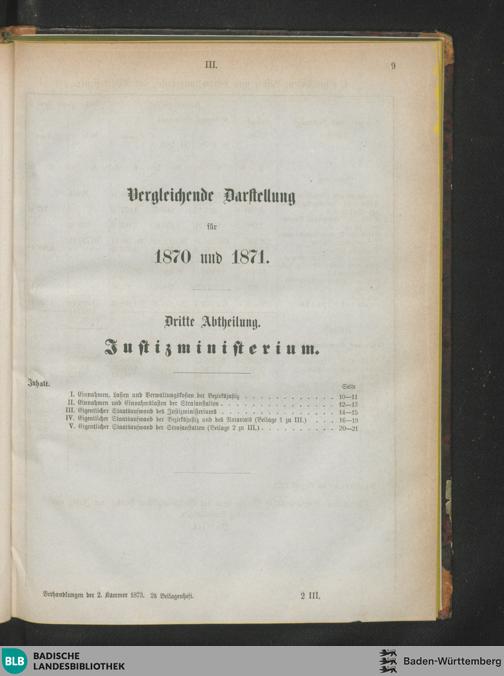 III. 9
Vergleichende Darstellung
für
1870 und 1871.
Dritte Abtheilung.
Justizministerium.
Inhalt.
Seite
I. Einnahmen, Lasten und Verwaltungskosten der Bezirksjustiz . . . . . . . . . . . . . 10—11
II. Einnahmen und Einnahmslasten der Strafanstalten . . . . . . . . . . . . . . . . 12—13
III. Eigentlicher Staatsaufwand des Justizministeriums . . . . . . . . . . . . . . . . 14—15
IV. Eigentlicher Staatsaufwand der Bezirksjustiz und des Notariats (Beilage 1 zu III.) . . . 16—19
V. Eigentlicher Staatsaufwand der Strafanstalten (Beilage 2 zu III.) . . . . . . . . . . 20—21
Verhandlungen der 2. Kammer 1873. 2s Beilagenheft. 2 III.
BLB BADISCHE
LANDESBIBLIOTHEK
Baden-Württemberg